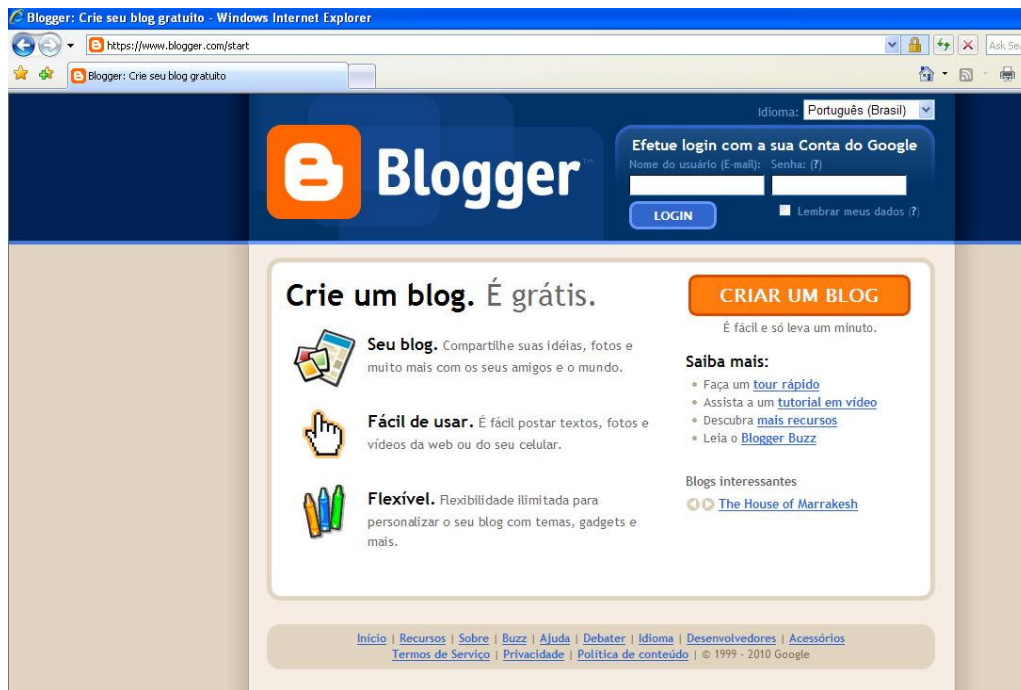 Blogger: Crie seu blog gratuito - Windows Internet Explorer
https://www.blogger.com/start
Ask Sea
Blogger: Crie seu blog gratuito
Idioma: Português (Brasil)
Blogger™
Efetue login com a sua Conta do Google
Nome do usuário (E-mail): Senha: (?)
LOGIN
Lembrar meus dados (?)
Crie um blog. É grátis.
Seu blog. Compartilhe suas idéias, fotos e
muito mais com os seus amigos e o mundo.
Fácil de usar. É fácil postar textos, fotos e
vídeos da web ou do seu celular.
Flexível. Flexibilidade ilimitada para
personalizar o seu blog com temas, gadgets e
mais.
CRIAR UM BLOG
É fácil e só leva um minuto.
Saiba mais:
• Faça um tour rápido
• Assista a um tutorial em vídeo
• Descubra mais recursos
• Leia o Blogger Buzz
Blogs interessantes
The House of Marrakesh
Início | Recursos | Sobre | Buzz | Ajuda | Debater | Idioma | Desenvolvedores | Acessórios
Termos de Serviço | Privacidade | Política de conteúdo | © 1999 - 2010 Google